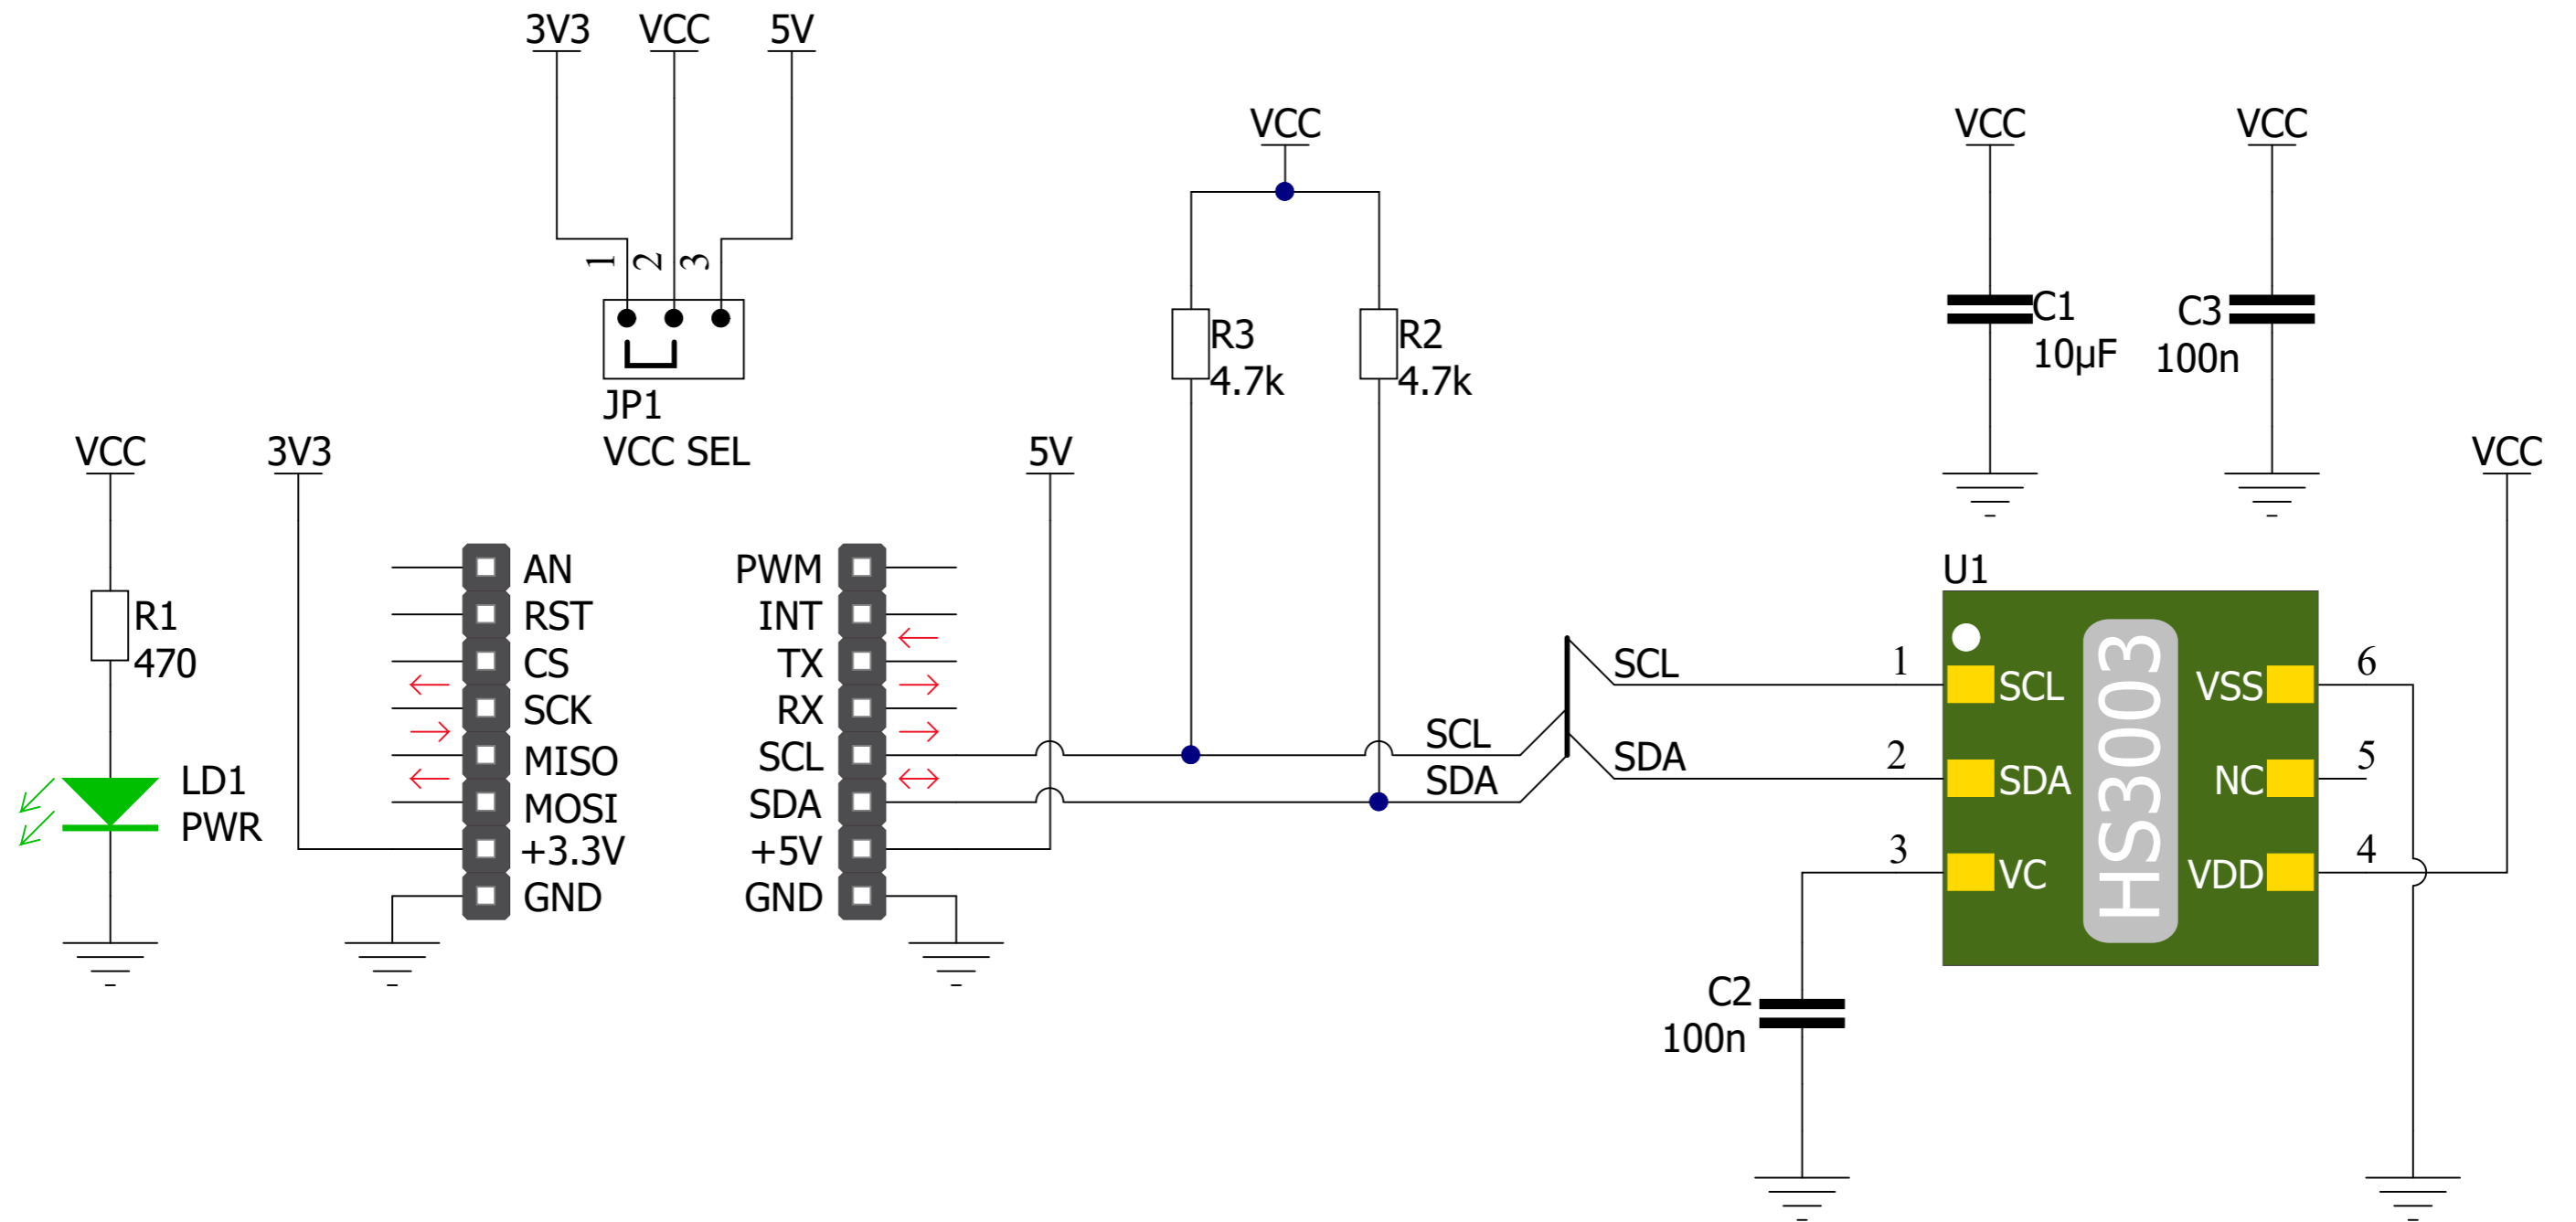 3V3 VCC 5V
1 2 3
JP1
VCC SEL
VCC
R3
4.7k
R2
4.7k
VCC
C1
10µF
VCC
C3
100n
VCC
R1
470
LD1
PWR
3V3
AN
RST
CS
SCK
MISO
MOSI
+3.3V
GND
PWM
INT
TX
RX
SCL
SDA
+5V
GND
5V
SCL
SDA
SCL
SDA
U1
1
2
3
SCL
SDA
VC
HS3003
VSS
NC
VDD
6
5
4
VCC
C2
100n